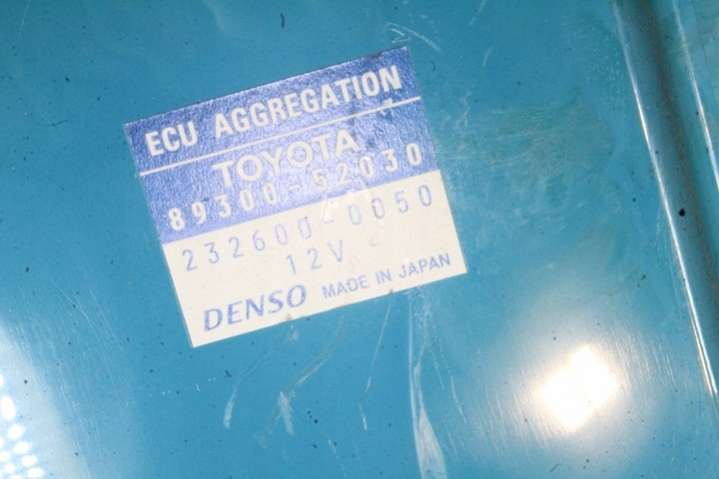 ECU AGGREGATION
TOYOTA
89300-52030
232600-0050
12V
DENSO MADE IN JAPAN